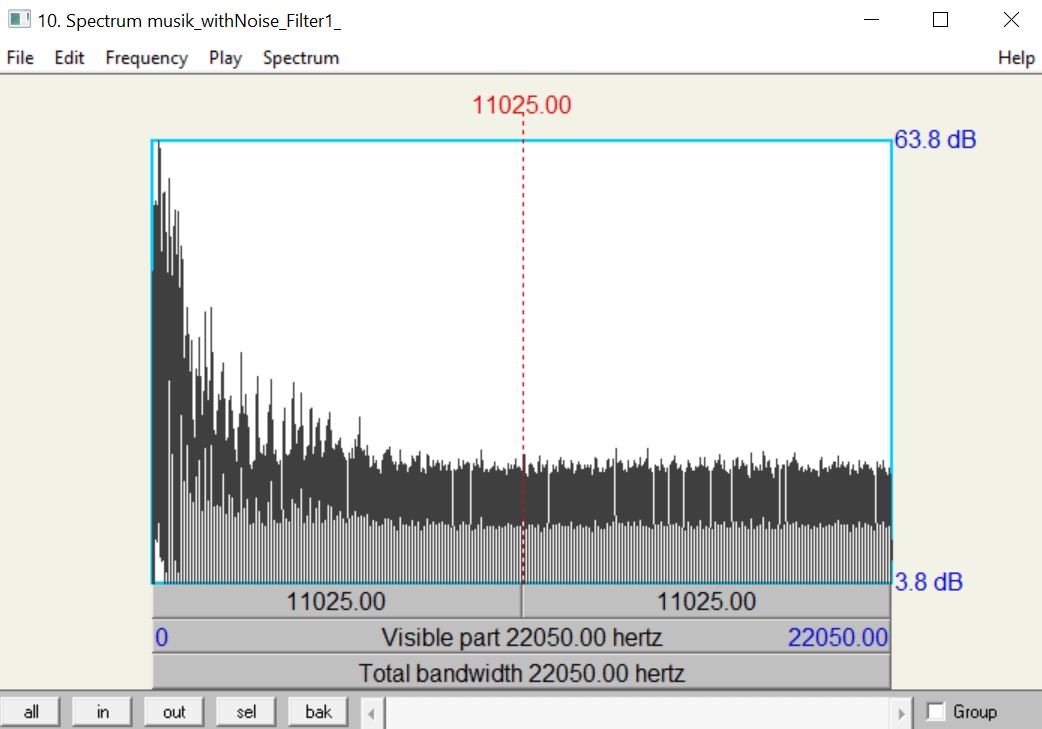 10. Spectrum musik_withNoise_Filter1_
File Edit Frequency Play Spectrum Help
11025.00
63.8 dB
3.8 dB
11025.00 11025.00
0 Visible part 22050.00 hertz 22050.00
Total bandwidth 22050.00 hertz
all in out sel bak Group